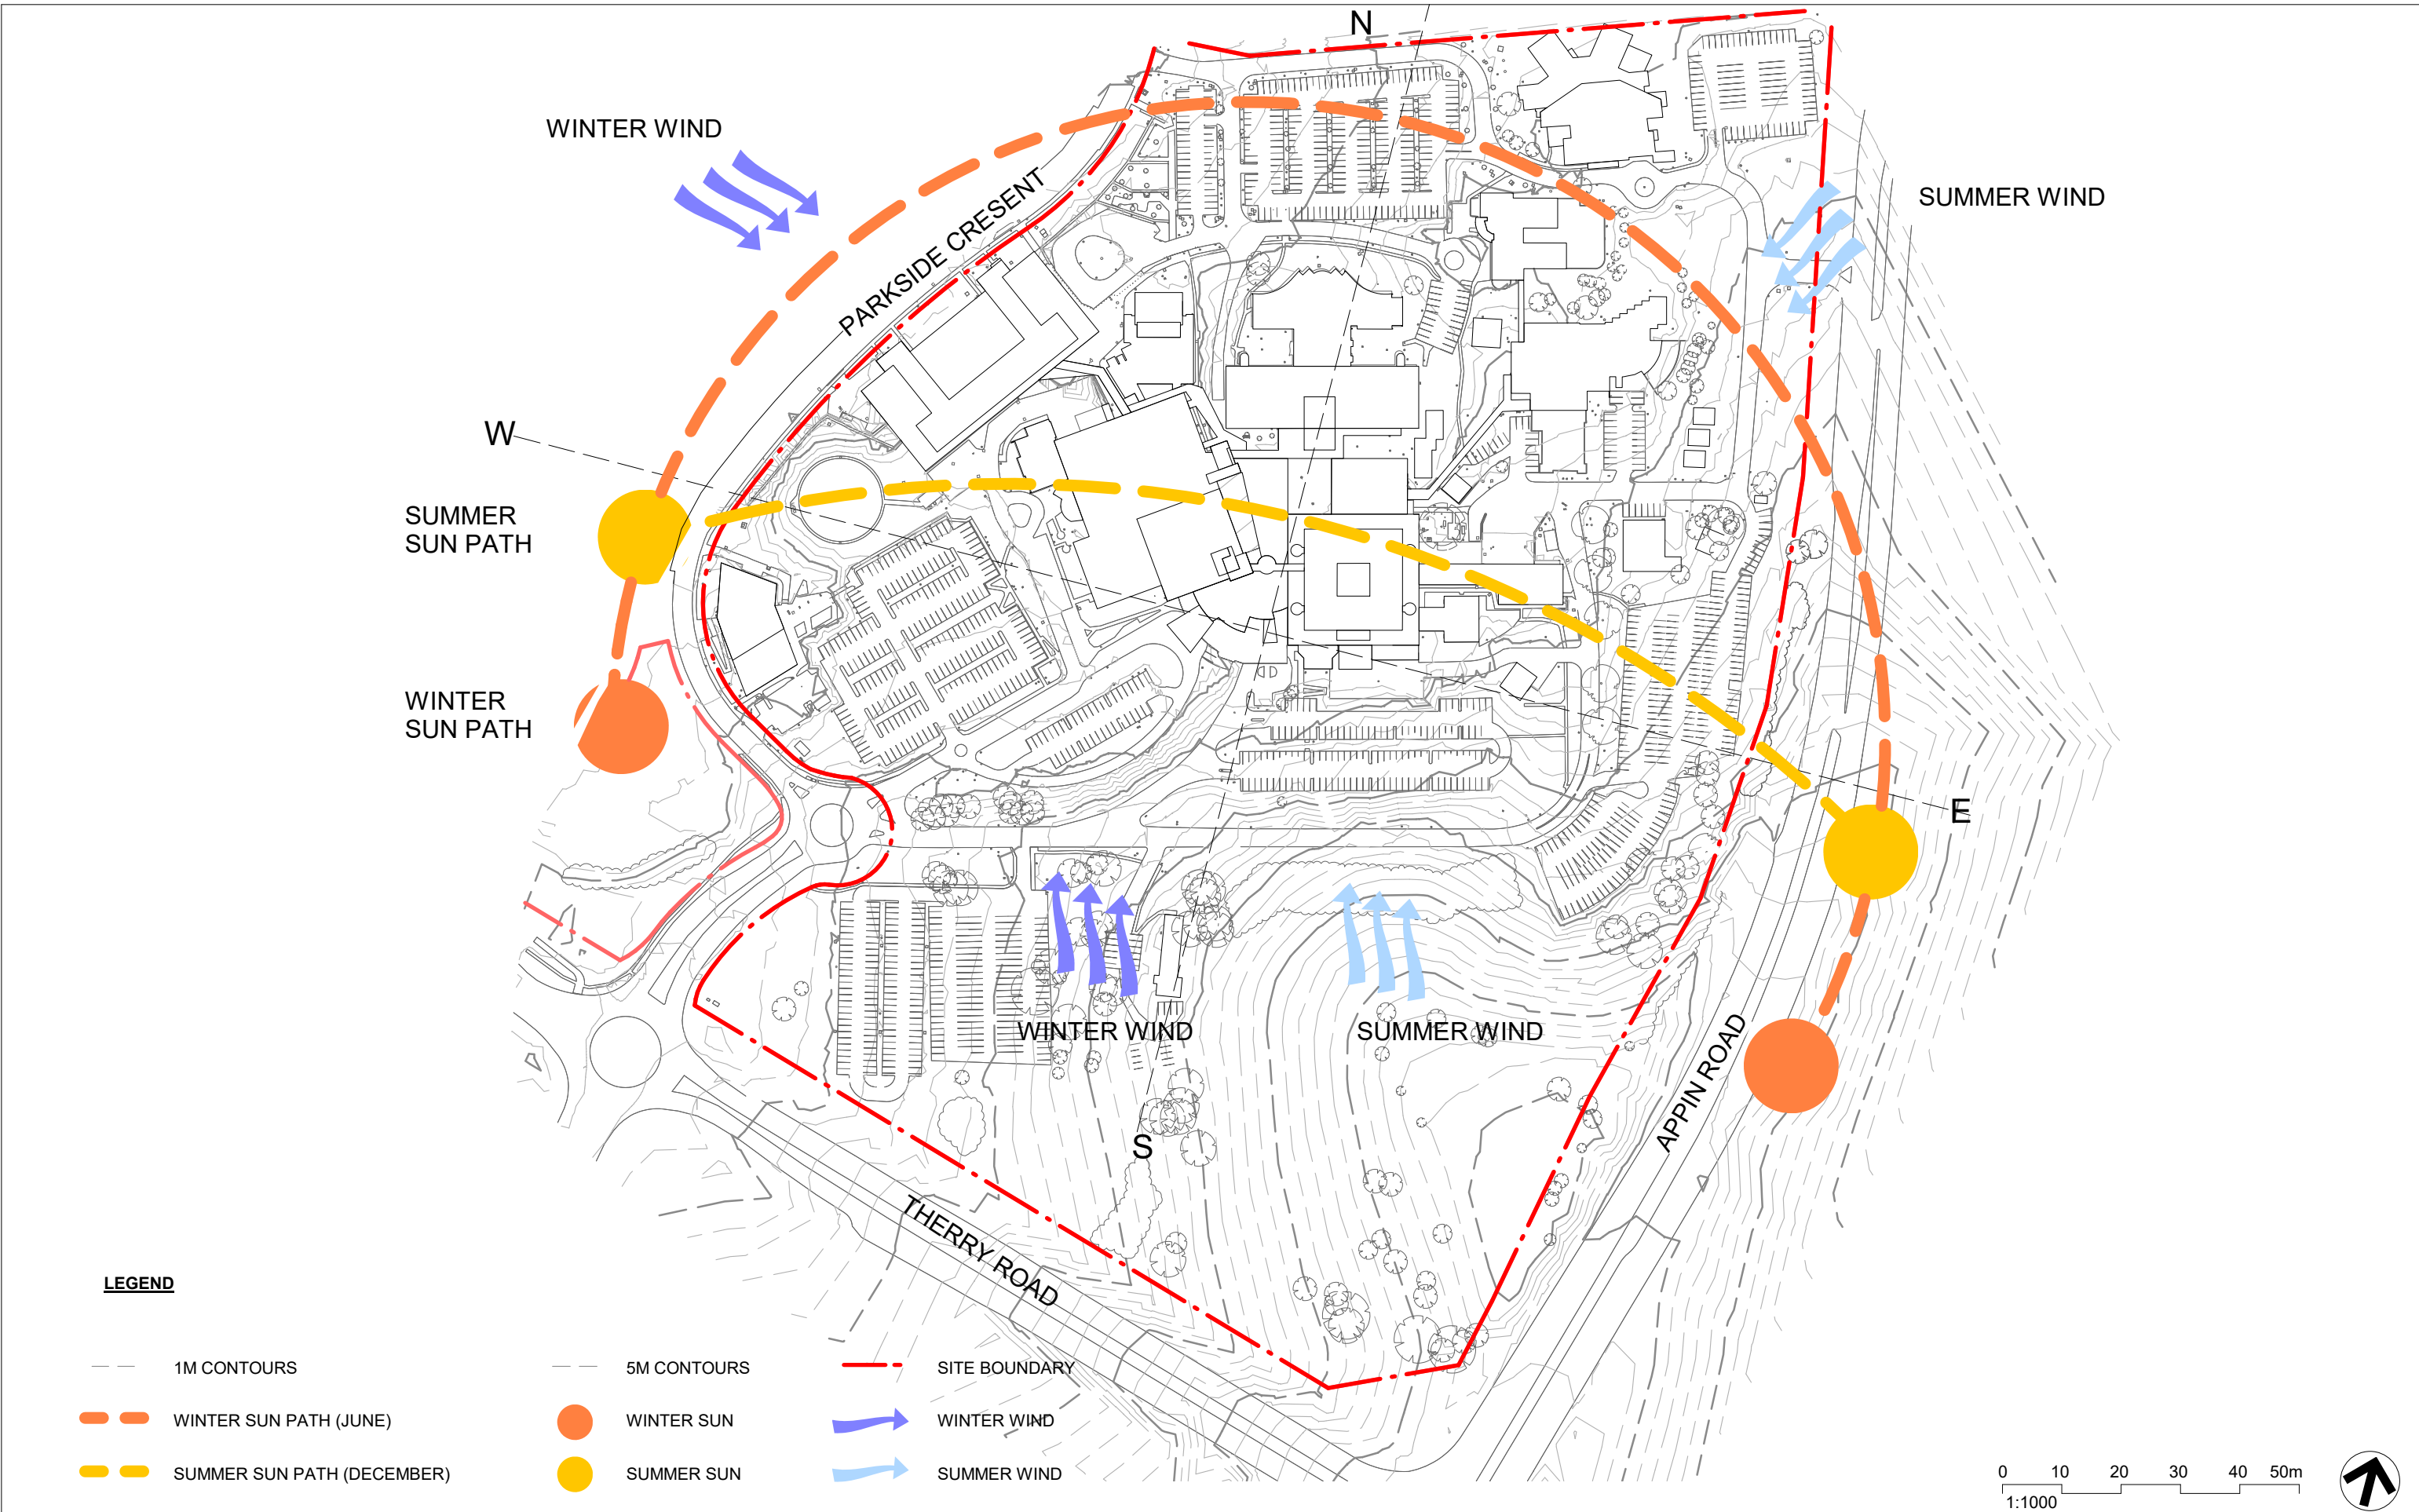 N
WINTER WIND
SUMMER WIND
PARKSIDE CRESENT
W
SUMMER
SUN PATH
WINTER
SUN PATH
E
WINTER WIND
SUMMER WIND
APPIN ROAD
S
THERRY ROAD
LEGEND
1M CONTOURS
5M CONTOURS
SITE BOUNDARY
WINTER SUN PATH (JUNE)
WINTER SUN
WINTER WIND
SUMMER SUN PATH (DECEMBER)
SUMMER SUN
SUMMER WIND
0 10 20 30 40 50m
1:1000